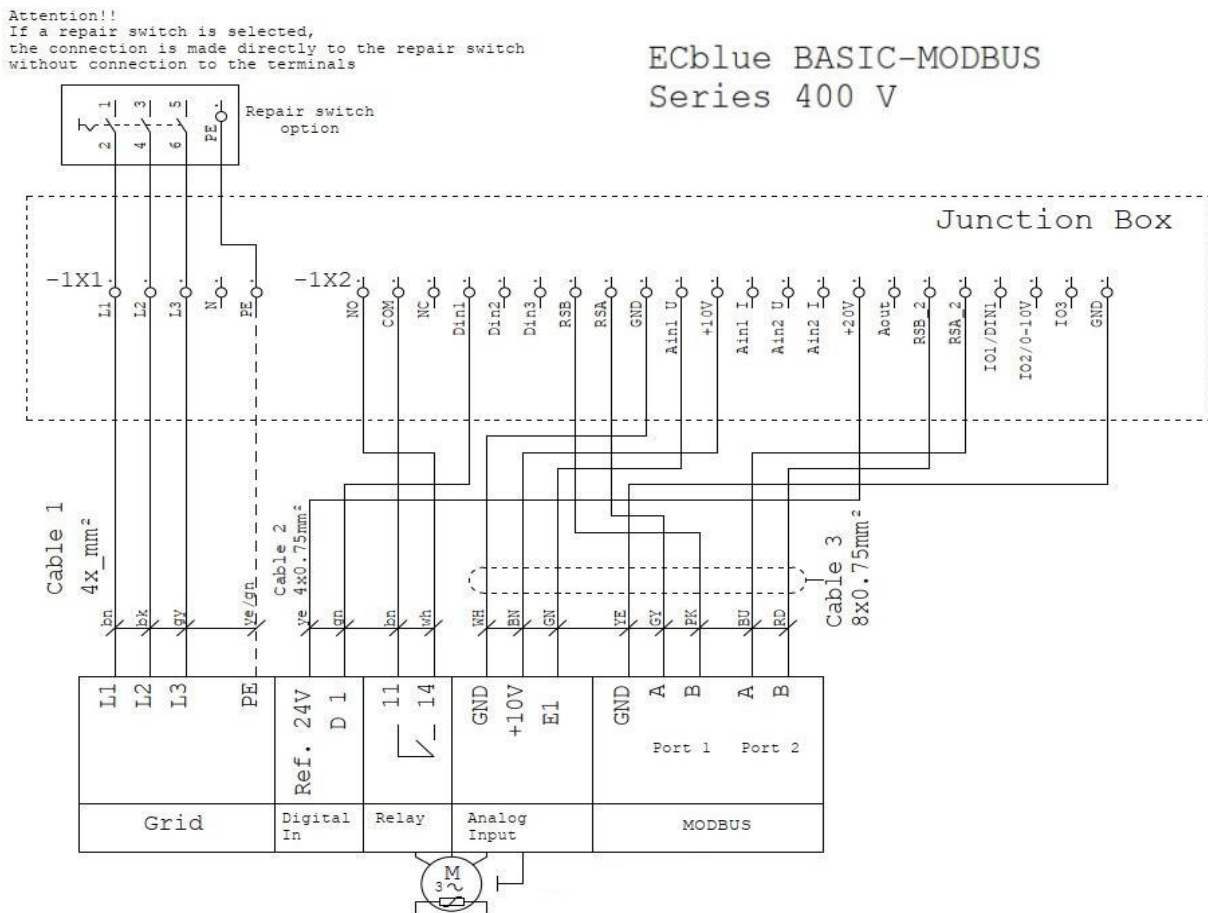 Attention!!
If a repair switch is selected,
the connection is made directly to the repair switch
without connection to the terminals
ECblue BASIC-MODBUS
Series 400 V
1 3 5
2 4 6 PE
Repair switch
option
Junction Box
-1X1
L1 L2 L3 N PE
-1X2
NO COM NC Din1 Din2 Din3 RSB RSA GND Ain1 U +10V Ain1 I Ain2 U Ain2 I +20V Aout RSB_2 RSA_2 IO1/DIN1 IO2/0-10V IO3 GND
Cable 1
4X_mm²
Cable 2
4x0.75mm²
Cable 3
8x0.75mm²
bn bk gy ye/gn ye gn bn wh WH BN GN YE GY PK BU RD
L1 L2 L3 PE Ref. 24V D 1 11 14 GND +10V E1 GND A B A B
Port 1 Port 2
Grid
Digital
In
Relay
Analog
Input
MODBUS
M
3~